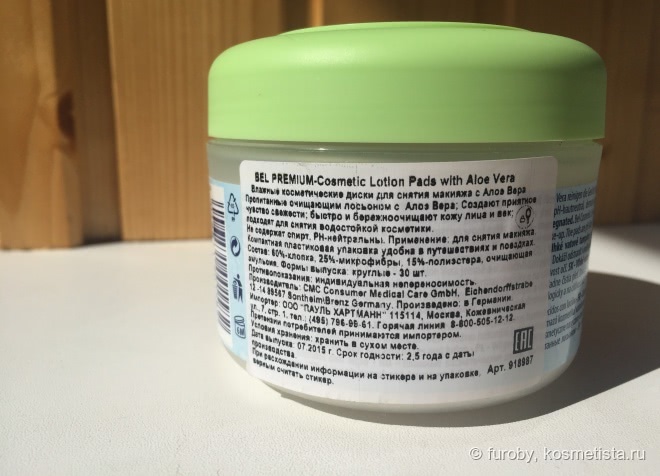 BEL PREMIUM-Cosmetic Lotion Pads with Aloe Vera
Влажные косметические диски для снятия макияжа с Алоэ Вера
Пропитанные очищающим лосьоном с Алоэ Вера; Создают приятное
чувство свежести; быстро и бережноочищают кожу лица и век;
подходят для снятия водостойкой косметики.
Не содержат спирт, PH-нейтральны. Применение: для снятия макияжа.
Компактная пластиковая упаковка удобна в путешествиях и поездках.
Состав: 60%-хлопка, 25%-микрофибры, 15%-полиэстера, очищающая
эмульсия. Формы выпуска: круглые - 30 шт.
Противопоказания: индивидуальная непереносимость.
Производитель: CMC Consumer Medical Care GmbH, Eichendorffstraße
12-14 89567 Sontheim/Brenz Germany. Произведено: в Германии
Импортер: ООО "ПАУЛЬ ХАРТМАНН" 115114, Москва, Кожевническая
ул.,7, стр. 1, тел.: (495) 796-99-61. Горячая линия 8-800-505-12-12.
Претензии потребителей принимаются импортером.
Условия хранения: хранить в сухом месте.
Дата выпуска: 07.2015 г. Срок годности: 2,5 года с даты
производства.
При расхождении информации на стикере и на упаковке,
верным считать стикер.
Арт. 918987
EAC
© furoby, kosmetista.ru